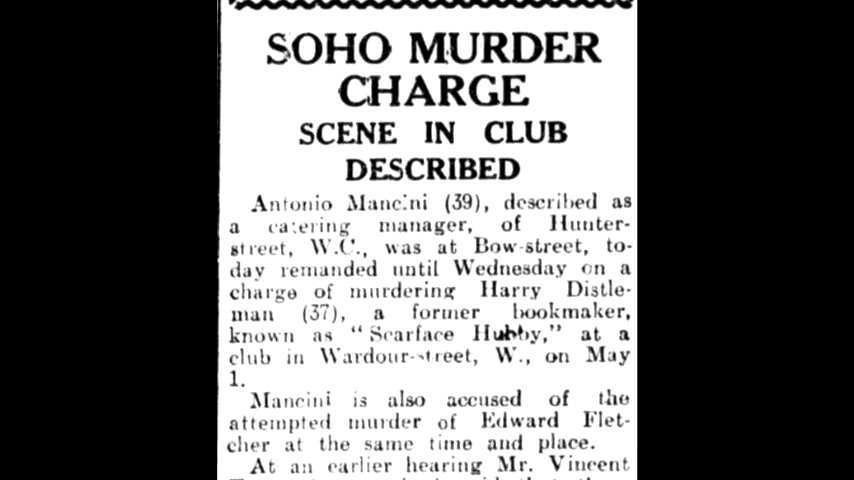 SOHO MURDER
CHARGE
SCENE IN CLUB
DESCRIBED
Antonio Mancini (39), described as
a catering manager, of Hunter-
street, W.C., was at Bow-street, to-
day remanded until Wednesday on a
charge of murdering Harry Distle-
man (37), a former bookmaker,
known as "Scarface Hubby," at a
club in Wardour-street, W., on May
1.
Mancini is also accused of the
attempted murder of Edward Flet-
cher at the same time and place.
At an earlier hearing Mr. Vincent